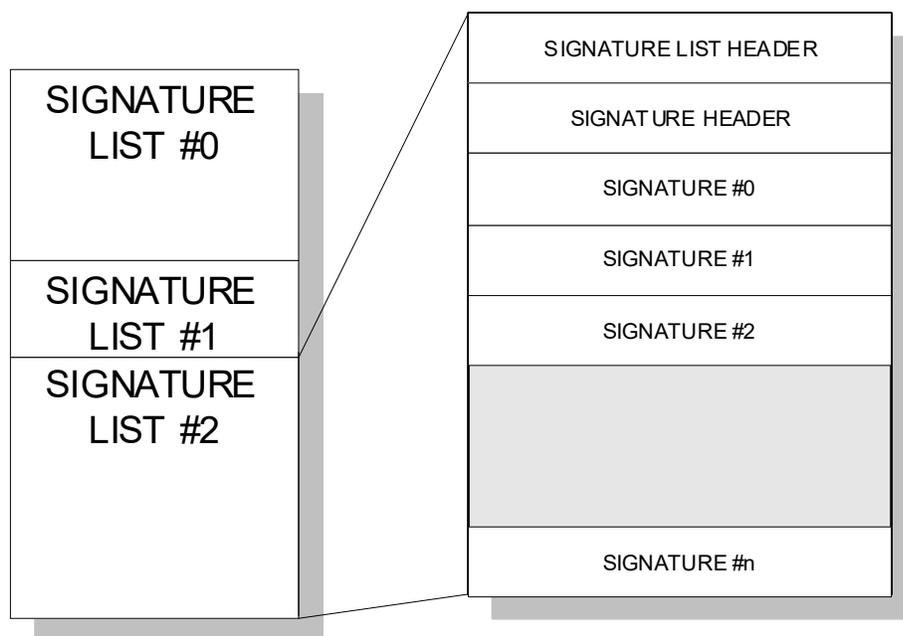 SIGNATURE
LIST #0
SIGNATURE
LIST #1
SIGNATURE
LIST #2
SIGNATURE LIST HEADER
SIGNATURE HEADER
SIGNATURE #0
SIGNATURE #1
SIGNATURE #2
SIGNATURE #n